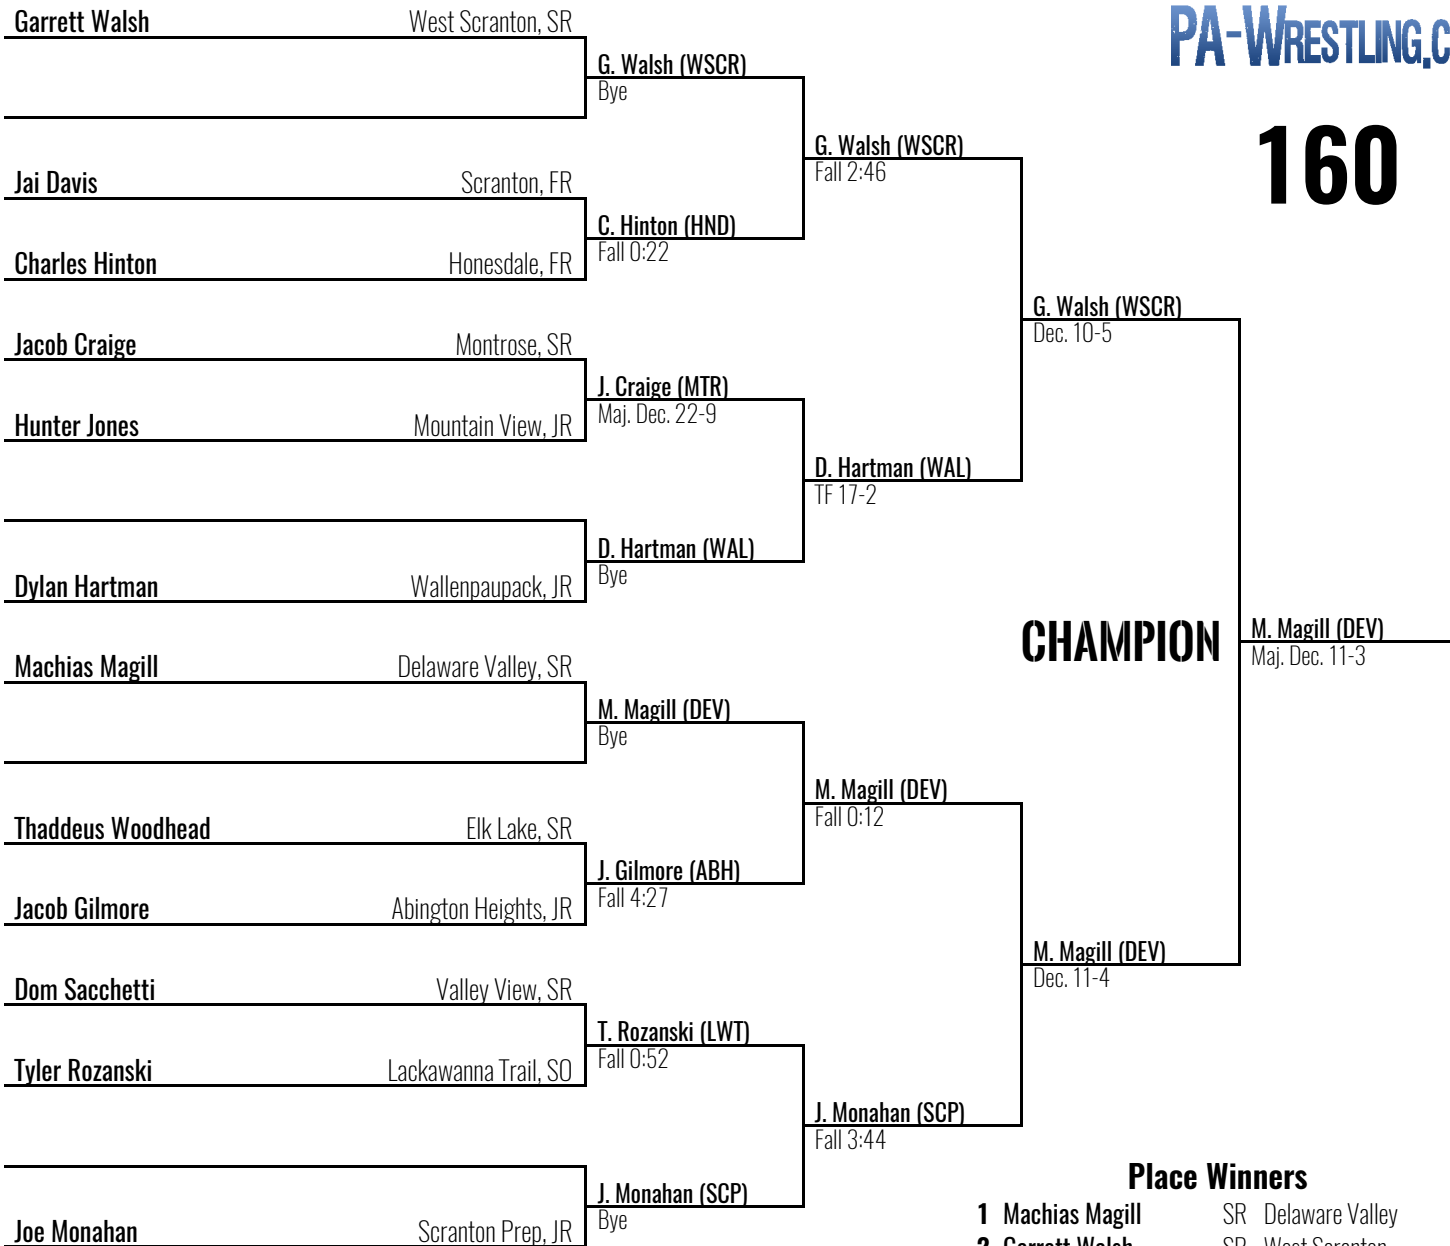 PA-WRESTLING.C
160
Garrett Walsh West Scranton, SR
G. Walsh (WSCR)
Bye
G. Walsh (WSCR)
Fall 2:46
Jai Davis Scranton, FR
C. Hinton (HND)
Fall 0:22
Charles Hinton Honesdale, FR
G. Walsh (WSCR)
Dec. 10-5
Jacob Craige Montrose, SR
J. Craige (MTR)
Maj. Dec. 22-9
Hunter Jones Mountain View, JR
D. Hartman (WAL)
TF 17-2
D. Hartman (WAL)
Bye
Dylan Hartman Wallenpaupack, JR
CHAMPION
M. Magill (DEV)
Maj. Dec. 11-3
Machias Magill Delaware Valley, SR
M. Magill (DEV)
Bye
M. Magill (DEV)
Fall 0:12
Thaddeus Woodhead Elk Lake, SR
J. Gilmore (ABH)
Fall 4:27
Jacob Gilmore Abington Heights, JR
M. Magill (DEV)
Dec. 11-4
Dom Sacchetti Valley View, SR
T. Rozanski (LWT)
Fall 0:52
Tyler Rozanski Lackawanna Trail, SO
J. Monahan (SCP)
Fall 3:44
J. Monahan (SCP)
Bye
Joe Monahan Scranton Prep, JR
Place Winners
1 Machias Magill SR Delaware Valley
2 Garrett Walsh SR West Scranton